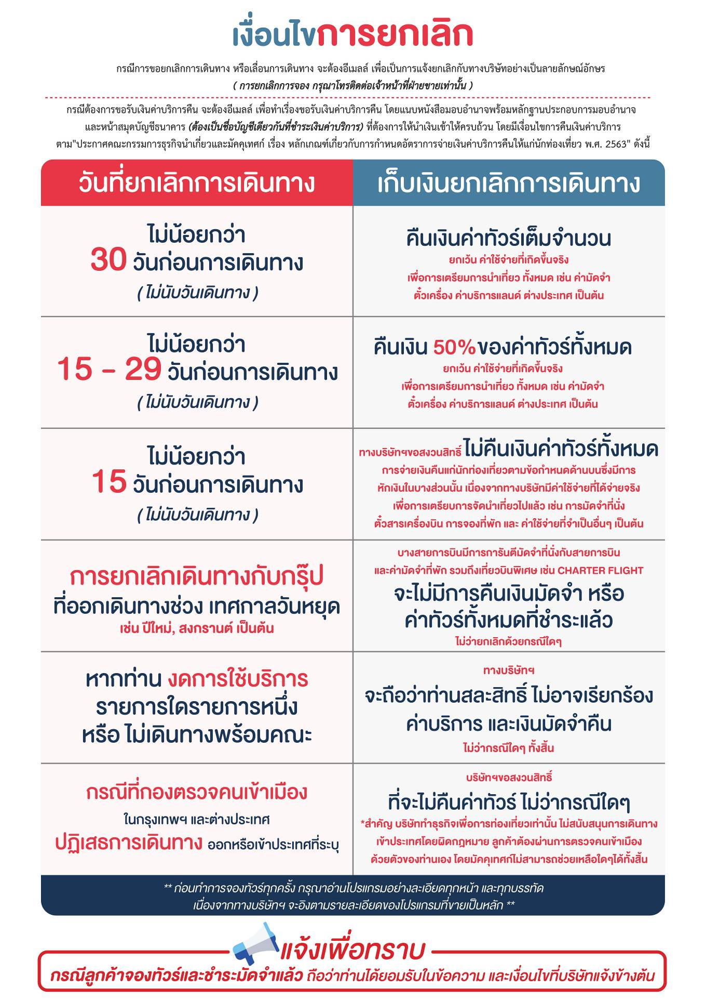 เงื่อนไขการยกเลิก
กรณีการขอยกเลิกการเดินทาง หรือเลื่อนการเดินทาง จะต้องอีเมลล์ เพื่อเป็นการแจ้งยกเลิกกับทางบริษัทอย่างเป็นลายลักษณ์อักษร
( การยกเลิกการจอง กรุณาโทรติดต่อเจ้าหน้าที่ฝ่ายขายเท่านั้น )
กรณีต้องการขอรับเงินค่าบริการคืน จะต้องอีเมลล์ เพื่อทำเรื่องขอรับเงินค่าบริการคืน โดยแนบหนังสือมอบอำนาจพร้อมหลักฐานประกอบการมอบอำนาจ
และหน้าสมุดบัญชีธนาคาร (ต้องเป็นชื่อบัญชีเดียวกันที่ชำระเงินค่าบริการ) ที่ต้องการให้นำเงินเข้าให้ครบถ้วน โดยมีเงื่อนไขการคืนเงินค่าบริการ
ตาม"ประกาศคณะกรรมการธุรกิจนำเกี่ยวและมัคคุเทศก์ เรื่อง หลักเกณฑ์เกี่ยวกับการกำหนดอัตราการจ่ายเงินค่าบริการคืนให้แก่นักท่องเที่ยว พ.ศ. 2563" ดังนี้
วันที่ยกเลิกการเดินทาง
เก็บเงินยกเลิกการเดินทาง
ไม่น้อยกว่า
30 วันก่อนการเดินทาง
( ไม่นับวันเดินทาง )
คืนเงินค่าทัวร์เต็มจำนวน
ยกเว้น ค่าใช้จ่ายที่เกิดขึ้นจริง
เพื่อการเตรียมการนำเที่ยว ทั้งหมด เช่น ค่ามัดจำ
ตั๋วเครื่อง ค่าบริการแลนด์ ต่างประเทศ เป็นต้น
ไม่น้อยกว่า
15 - 29 วันก่อนการเดินทาง
( ไม่นับวันเดินทาง )
คืนเงิน 50%ของค่าทัวร์ทั้งหมด
ยกเว้น ค่าใช้จ่ายที่เกิดขึ้นจริง
เพื่อการเตรียมการนำเที่ยว ทั้งหมด เช่น ค่ามัดจำ
ตั๋วเครื่อง ค่าบริการแลนด์ ต่างประเทศ เป็นต้น
ไม่น้อยกว่า
15 วันก่อนการเดินทาง
( ไม่นับวันเดินทาง )
ทางบริษัทฯขอสงวนสิทธิ์ ไม่คืนเงินค่าทัวร์ทั้งหมด
การจ่ายเงินคืนแก่นักท่องเที่ยวตามข้อกำหนดด้านบนซึ่งมีการ
หักเงินในบางส่วนนั้น เนื่องจากทางบริษัทมีค่าใช้จ่ายที่ได้จ่ายจริง
เพื่อการเตรียบการจัดนำเที่ยวไปแล้ว เช่น การมัดจำที่นั่ง
ตั๋วสารเครื่องบิน การจองที่พัก และ ค่าใช้จ่ายที่จำเป็นอื่นๆ เป็นต้น
การยกเลิกเดินทางกับกรุ๊ป
ที่ออกเดินทางช่วง เทศกาลวันหยุด
เช่น ปีใหม่, สงกรานต์ เป็นต้น
บางสายการบินมีการการันตีมัดจำที่นั่งกับสายการบิน
และค่ามัดจำที่พัก รวมถึงเที่ยวบินพิเศษ เช่น CHARTER FLIGHT
จะไม่มีการคืนเงินมัดจำ หรือ
ค่าทัวร์ทั้งหมดที่ชำระแล้ว
ไม่ว่ายกเลิกด้วยกรณีใดๆ
หากท่าน งดการใช้บริการ
รายการใดรายการหนึ่ง
หรือ ไม่เดินทางพร้อมคณะ
ทางบริษัทฯ
จะถือว่าท่านสละสิทธิ์ ไม่อาจเรียกร้อง
ค่าบริการ และเงินมัดจำคืน
ไม่ว่ากรณีใดๆ ทั้งสิ้น
กรณีที่กองตรวจคนเข้าเมือง
ในกรุงเทพฯ และต่างประเทศ
ปฏิเสธการเดินทาง ออกหรือเข้าประเทศที่ระบุ
บริษัทฯขอสงวนสิทธิ์
ที่จะไม่คืนค่าทัวร์ ไม่ว่ากรณีใดๆ
*สำคัญ บริษัททำธุรกิจเพื่อการท่องเที่ยวเท่านั้น ไม่สนับสนุนการเดินทาง
เข้าประเทศโดยผิดกฎหมาย ลูกค้าต้องผ่านการตรวจคนเข้าเมือง
ด้วยตัวของท่านเอง โดยมัคคุเทศก์ไม่สามารถช่วยเหลือใดๆได้ทั้งสิ้น
** ก่อนทำการจองทัวร์ทุกครั้ง กรุณาอ่านโปรแกรมอย่างละเอียดทุกหน้า และทุกบรรทัด
เนื่องจากทางบริษัทฯ จะอิงตามรายละเอียดของโปรแกรมที่ขายเป็นหลัก **
แจ้งเพื่อทราบ
กรณีลูกค้าจองทัวร์และชำระมัดจำแล้ว ถือว่าท่านได้ยอมรับในข้อความ และเงื่อนไขที่บริษัทแจ้งข้างต้น